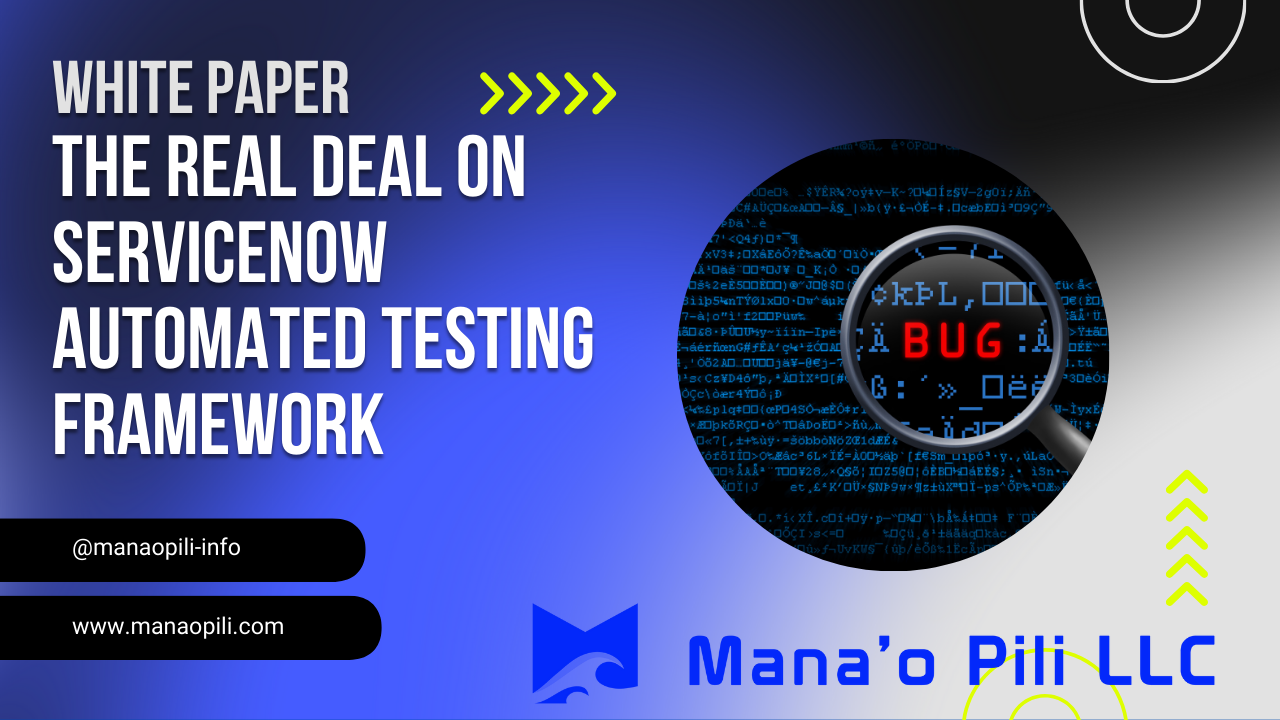 WHITE PAPER
THE REAL DEAL ON
SERVICENOW
AUTOMATED TESTING
FRAMEWORK
BUG
@manaopili-info
www.manaopili.com
Mana'o Pili LLC